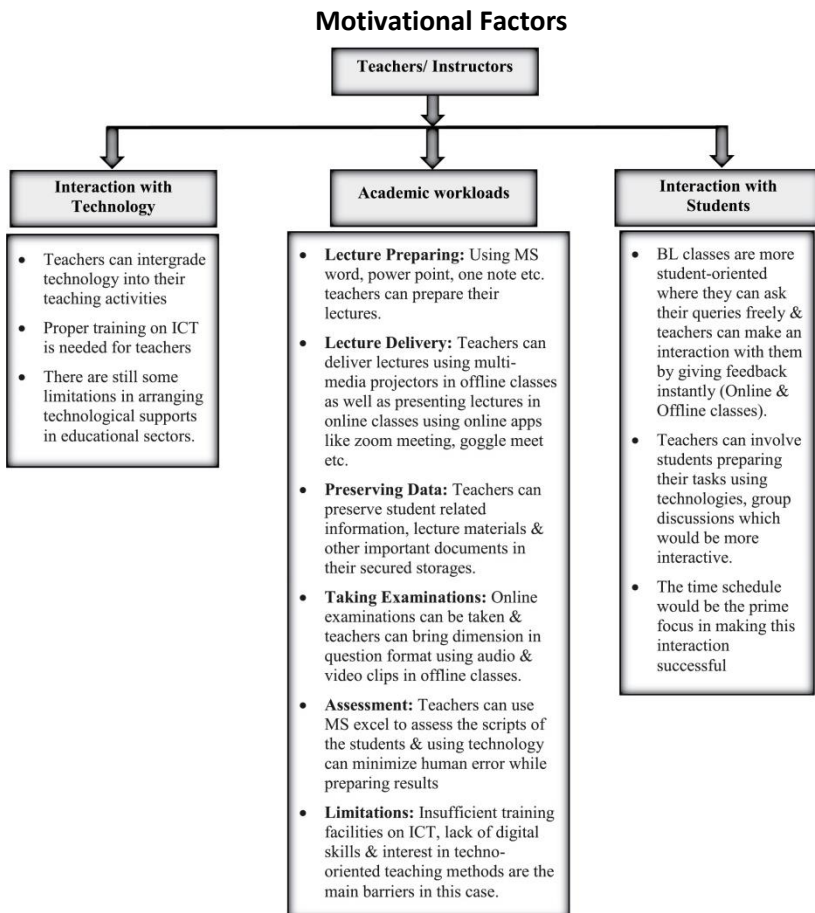 Motivational Factors
Teachers/ Instructors
Interaction with
Technology
• Teachers can intergrade
technology into their
teaching activities
• Proper training on ICT
is needed for teachers
• There are still some
limitations in arranging
technological supports
in educational sectors.
Academic workloads
• Lecture Preparing: Using MS
word, power point, one note etc.
teachers can prepare their
lectures.
• Lecture Delivery: Teachers can
deliver lectures using multi-
media projectors in offline classes
as well as presenting lectures in
online classes using online apps
like zoom meeting, goggle meet
etc.
• Preserving Data: Teachers can
preserve student related
information, lecture materials &
other important documents in
their secured storages.
• Taking Examinations: Online
examinations can be taken &
teachers can bring dimension in
question format using audio &
video clips in offline classes.
• Assessment: Teachers can use
MS excel to assess the scripts of
the students & using technology
can minimize human error while
preparing results
• Limitations: Insufficient training
facilities on ICT, lack of digital
skills & interest in techno-
oriented teaching methods are the
main barriers in this case.
Interaction with
Students
• BL classes are more
student-oriented
where they can ask
their queries freely &
teachers can make an
interaction with them
by giving feedback
instantly (Online &
Offline classes).
• Teachers can involve
students preparing
their tasks using
technologies, group
discussions which
would be more
interactive.
• The time schedule
would be the prime
focus in making this
interaction
successful